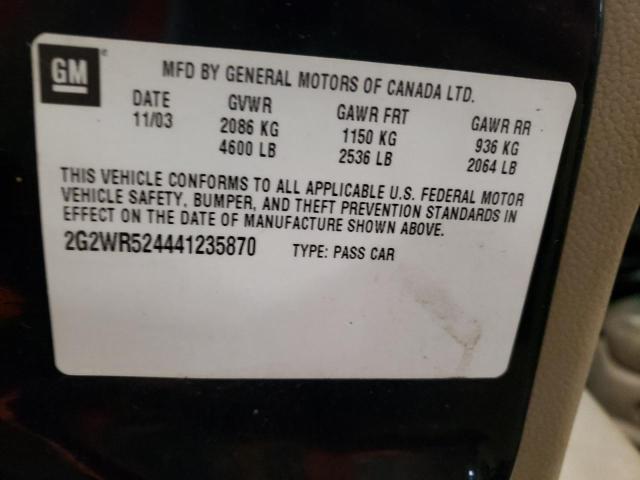 GM
MFD BY GENERAL MOTORS OF CANADA LTD.
DATE GVWR GAWR FRT GAWR RR
11/03 2086 KG 1150 KG 936 KG
4600 LB 2536 LB 2064 LB
THIS VEHICLE CONFORMS TO ALL APPLICABLE U.S. FEDERAL MOTOR
VEHICLE SAFETY, BUMPER, AND THEFT PREVENTION STANDARDS IN
EFFECT ON THE DATE OF MANUFACTURE SHOWN ABOVE.
2G2WR524441235870 TYPE: PASS CAR